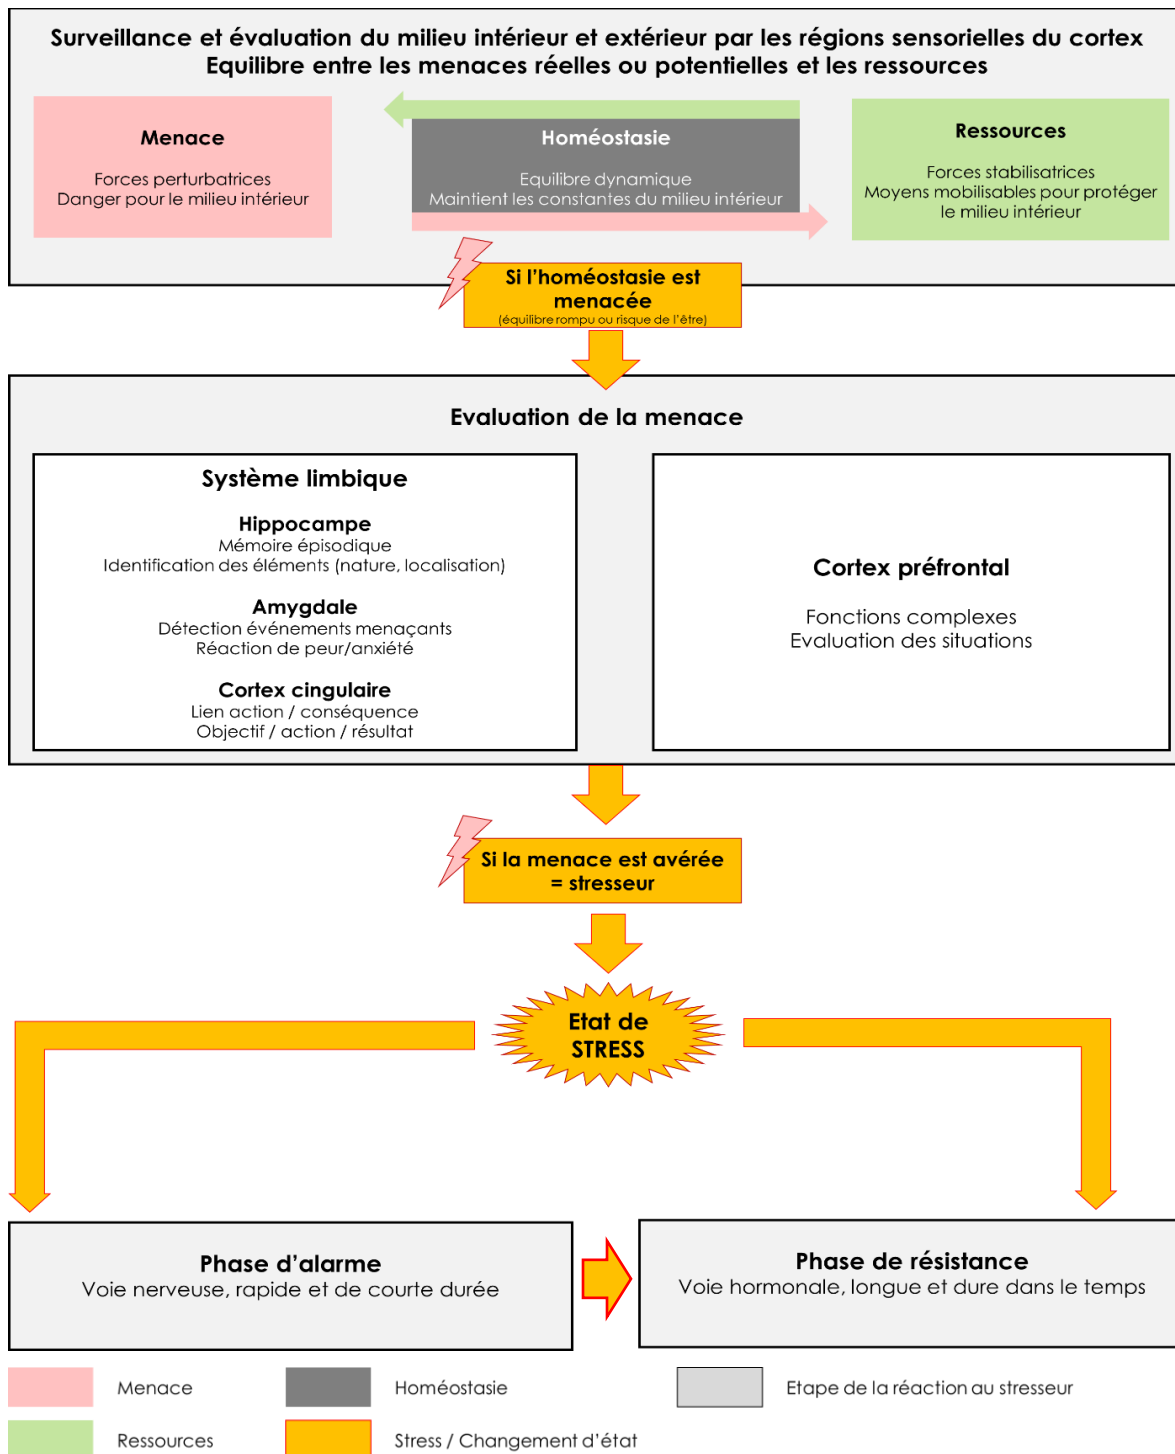 Surveillance et évaluation du milieu intérieur et extérieur par les régions sensorielles du cortex
Equilibre entre les menaces réelles ou potentielles et les ressources
Menace
Forces perturbatrices
Danger pour le milieu intérieur
Homéostasie
Equilibre dynamique
Maintient les constantes du milieu intérieur
Ressources
Forces stabilisatrices
Moyens mobilisables pour protéger
le milieu intérieur
Si l'homéostasie est
menacée
(équilibre rompu ou risque de l'être)
Evaluation de la menace
Système limbique
Hippocampe
Mémoire épisodique
Identification des éléments (nature, localisation)
Amygdale
Détection événements menaçants
Réaction de peur/anxiété
Cortex cingulaire
Lien action / conséquence
Objectif / action / résultat
Cortex préfrontal
Fonctions complexes
Evaluation des situations
Si la menace est avérée
= stresseur
Etat de
STRESS
Phase d'alarme
Voie nerveuse, rapide et de courte durée
Phase de résistance
Voie hormonale, longue et dure dans le temps
Menace
Homéostasie
Etape de la réaction au stresseur
Ressources
Stress / Changement d'état